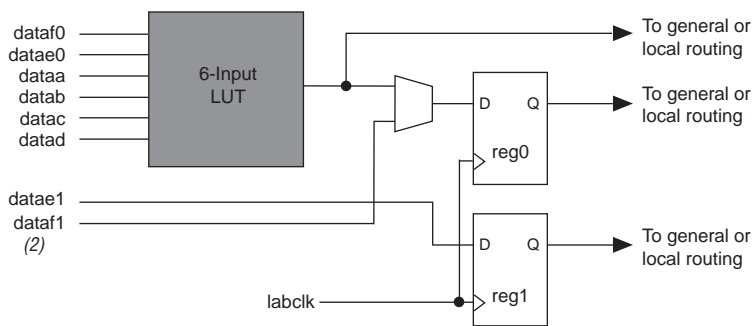 dataf0
datae0
dataa
datab
datac
datad
6-Input
LUT
To general or
local routing
D
Q
reg0
To general or
local routing
datae1
dataf1
(2)
D
Q
reg1
To general or
local routing
labclk